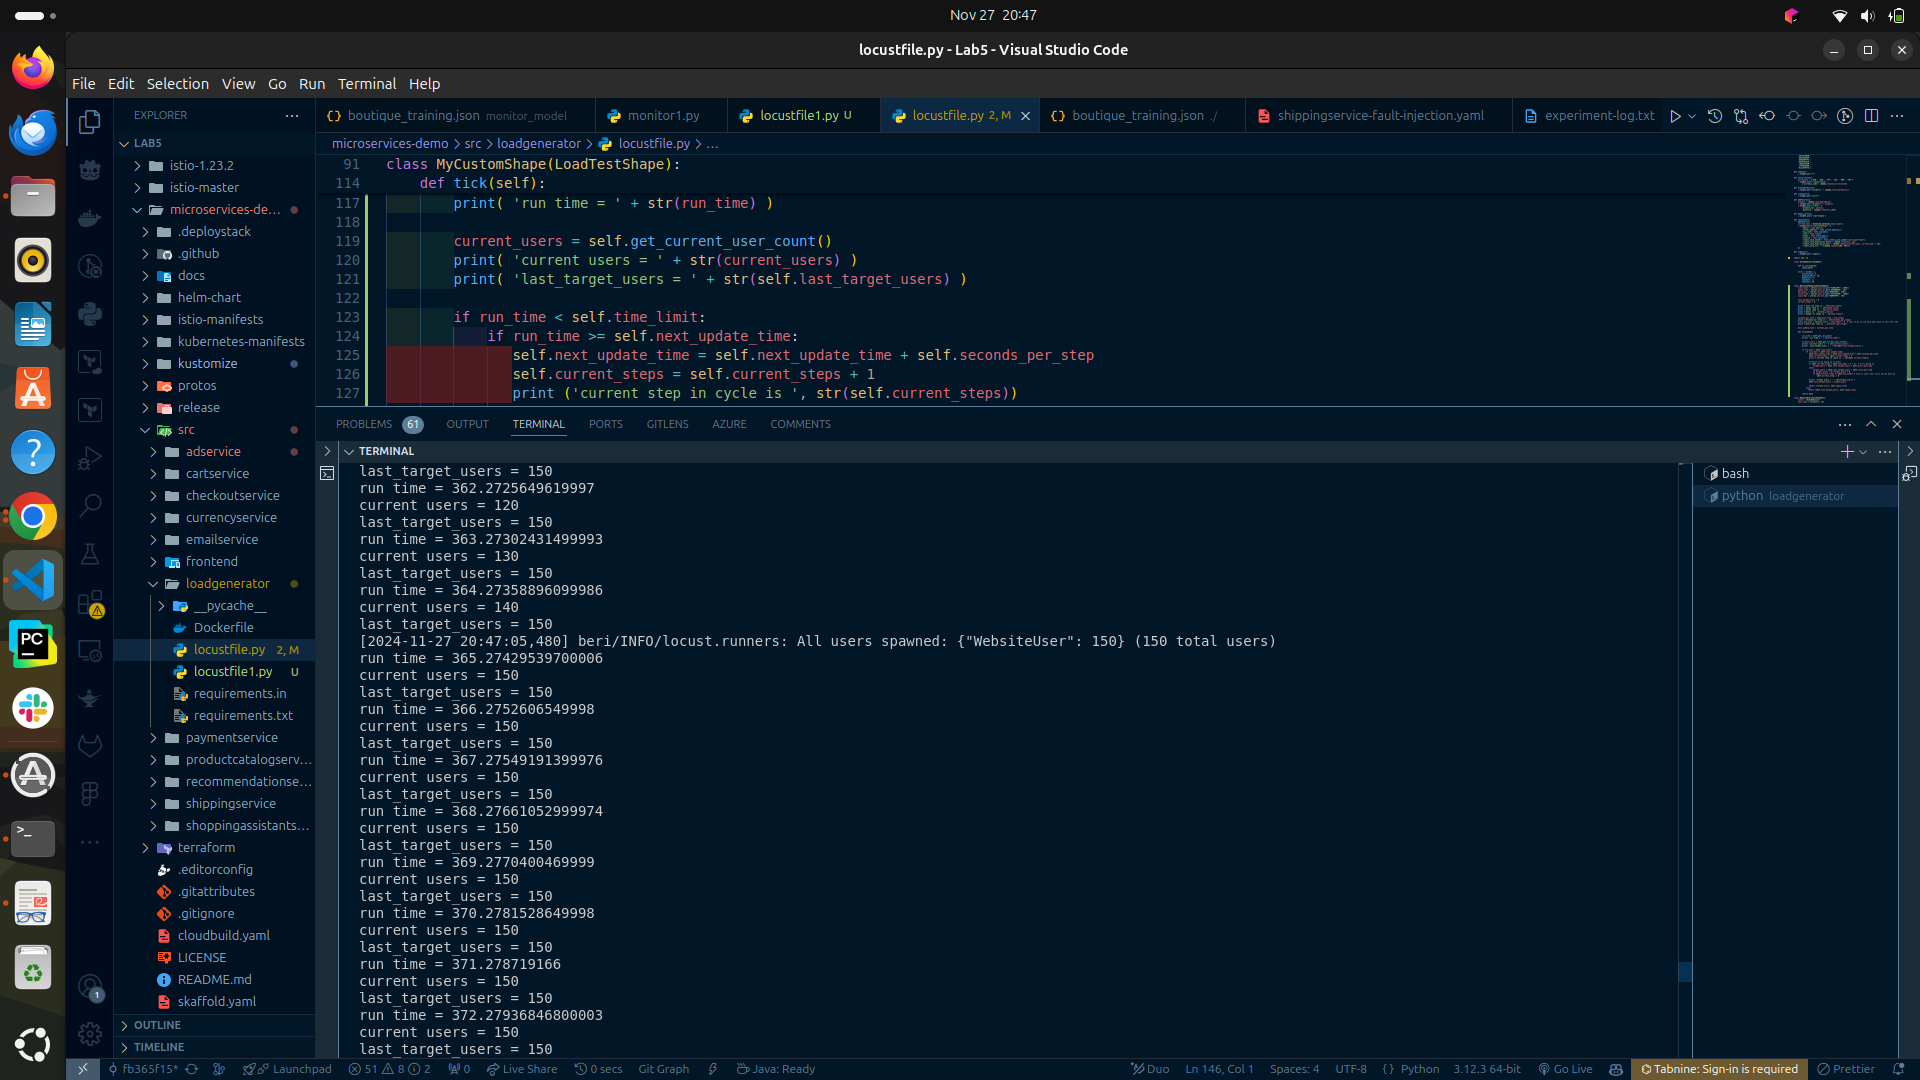 Nov 27 20:47
locustfile.py - Lab5 - Visual Studio Code
File Edit Selection View Go Run Terminal Help
EXPLORER
boutique_training.json monitor_model
monitor1.py
locustfile1.py U
locustfile.py 2, M
boutique_training.json ./
shippingservice-fault-injection.yaml
experiment-log.txt
LAB5
istio-1.23.2
istio-master
microservices-de...
.deploystack
.github
docs
helm-chart
istio-manifests
kubernetes-manifests
kustomize
protos
release
src
adservice
cartservice
checkoutservice
currencyservice
emailservice
frontend
loadgenerator
__pycache__
Dockerfile
locustfile.py 2, M
locustfile1.py U
requirements.in
requirements.txt
paymentservice
productcatalogserv...
recommendationse...
shippingservice
shoppingassistants...
terraform
.editorconfig
.gitattributes
.gitignore
cloudbuild.yaml
LICENSE
README.md
skaffold.yaml
OUTLINE
TIMELINE
microservices-demo > src > loadgenerator > locustfile.py > ...
91 class MyCustomShape(LoadTestShape):
114 def tick(self):
117 print( 'run time = ' + str(run_time) )
118
119 current_users = self.get_current_user_count()
120 print( 'current users = ' + str(current_users) )
121 print( 'last_target_users = ' + str(self.last_target_users) )
122
123 if run_time < self.time_limit:
124 if run_time >= self.next_update_time:
125 self.next_update_time = self.next_update_time + self.seconds_per_step
126 self.current_steps = self.current_steps + 1
127 print ('current step in cycle is ', str(self.current_steps))
PROBLEMS 61 OUTPUT TERMINAL PORTS GITLENS AZURE COMMENTS
TERMINAL
last_target_users = 150
run time = 362.2725649619997
current users = 120
last_target_users = 150
run time = 363.27302431499993
current users = 130
last_target_users = 150
run time = 364.27358896099986
current users = 140
last_target_users = 150
[2024-11-27 20:47:05,480] beri/INFO/locust.runners: All users spawned: {"WebsiteUser": 150} (150 total users)
run time = 365.27429539700006
current users = 150
last_target_users = 150
run time = 366.2752606549998
current users = 150
last_target_users = 150
run time = 367.27549191399976
current users = 150
last_target_users = 150
run time = 368.27661052999974
current users = 150
last_target_users = 150
run time = 369.2770400469999
current users = 150
last_target_users = 150
run time = 370.2781528649998
current users = 150
last_target_users = 150
run time = 371.278719166
current users = 150
last_target_users = 150
run time = 372.27936846800003
current users = 150
last_target_users = 150
bash
python loadgenerator
1
PC
fb365f15* Launchpad 51 8 2 0 Live Share 0 secs Git Graph Java: Ready
Duo Ln 146, Col 1 Spaces: 4 UTF-8 {} Python 3.12.3 64-bit Go Live Tabnine: Sign-in is required Prettier